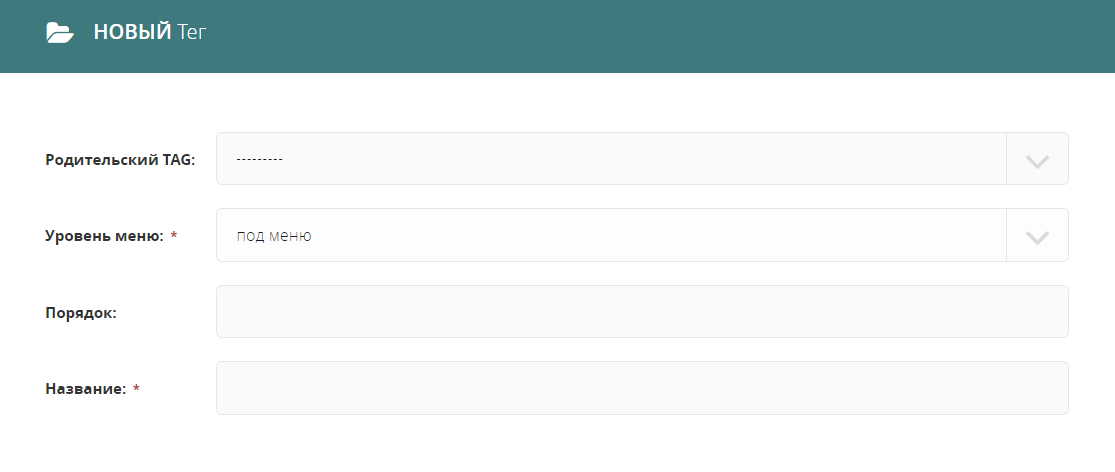 НОВЫЙ Тег
Родительский TAG: ---------
Уровень меню: * под меню
Порядок:
Название: *